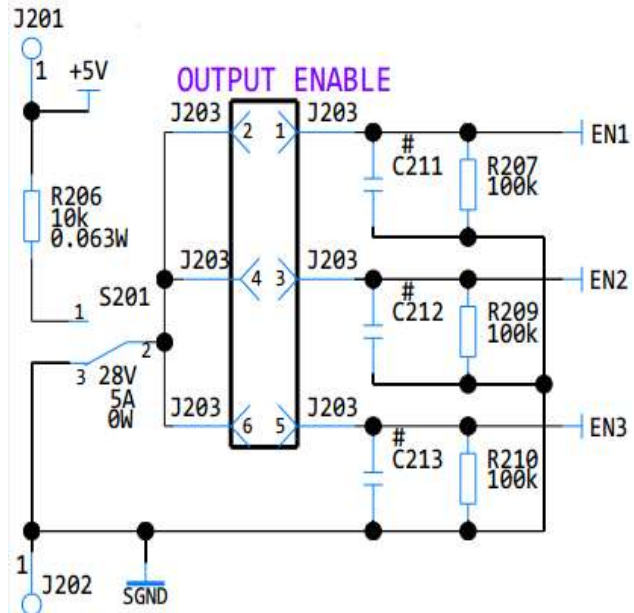 J201
1
+5V
OUTPUT ENABLE
J203
2
1
J203
EN1
#
C211
R207
100k
R206
10k
0.063W
J203
4
3
J203
EN2
S201
1
#
C212
R209
100k
2
3
28V
5A
0W
J203
6
5
J203
EN3
#
C213
R210
100k
1
J202
SGND